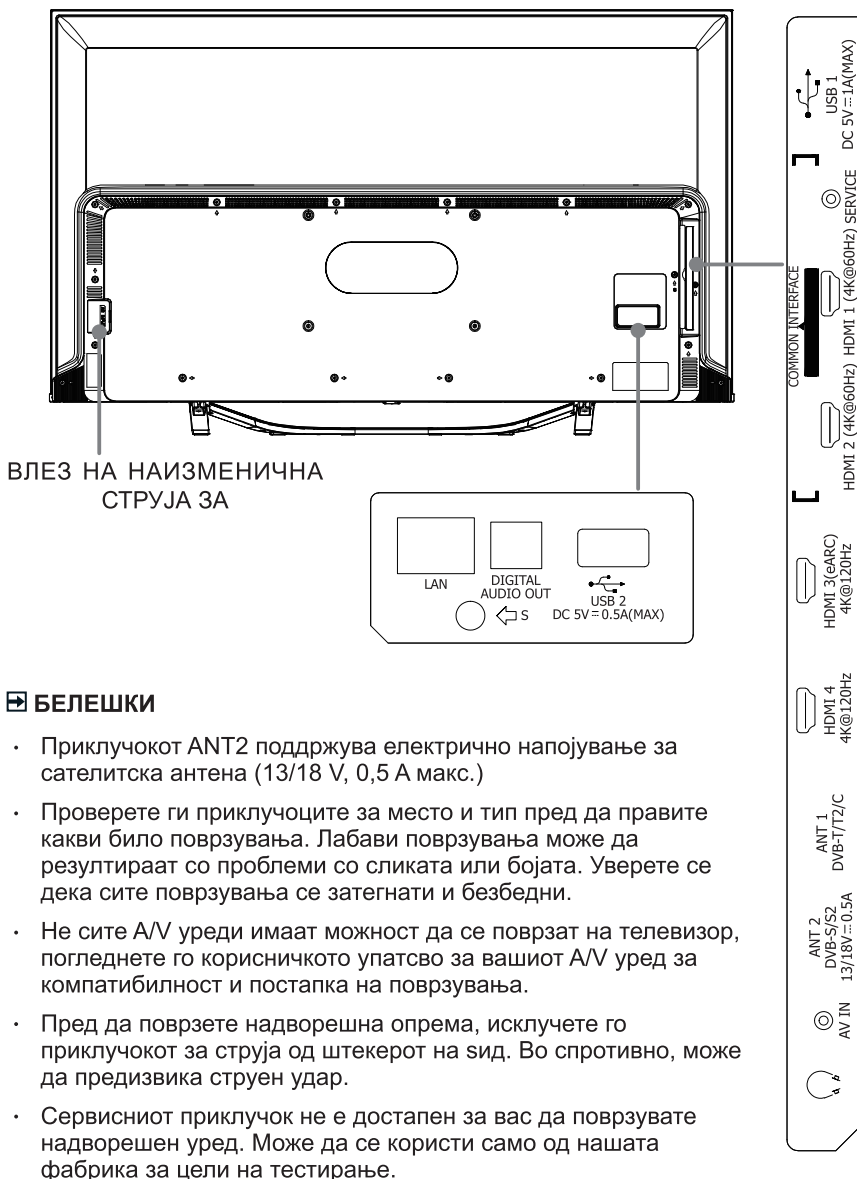 USB 1
DC 5V⎓1A(MAX)
SERVICE
COMMON INTERFACE
HDMI 1 (4K@60Hz)
HDMI 2 (4K@60Hz)
HDMI 3(eARC)
4K@120Hz
HDMI 4
4K@120Hz
ANT 1
DVB-T/T2/C
ANT 2
DVB-S/S2
13/18V⎓0.5A
AV IN
ВЛЕЗ НА НАИЗМЕНИЧНА
СТРУЈА ЗА
LAN
DIGITAL
AUDIO OUT
S
USB 2
DC 5V⎓0.5A(MAX)
БЕЛЕШКИ
• Приклучокот ANT2 поддржува електрично напојување за
сателитска антена (13/18 V, 0,5 A макс.)
• Проверете ги приклучоците за место и тип пред да правите
какви било поврзувања. Лабави поврзувања може да
резултираат со проблеми со сликата или бојата. Уверете се
дека сите поврзувања се затегнати и безбедни.
• Не сите A/V уреди имаат можност да се поврзат на телевизор,
погледнете го корисничкото упатсво за вашиот A/V уред за
компатибилност и постапка на поврзувања.
• Пред да поврзете надворешна опрема, исклучете го
приклучокот за струја од штекерот на ѕид. Во спротивно, може
да предизвика струен удар.
• Сервисниот приклучок не е достапен за вас да поврзувате
надворешен уред. Може да се користи само од нашата
фабрика за цели на тестирање.